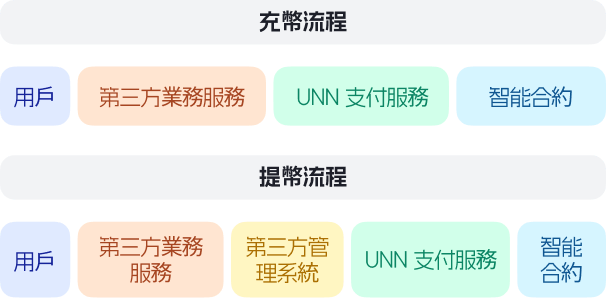 充幣流程
用戶
第三方業務服務
UNN 支付服務
智能合約
提幣流程
用戶
第三方業務
服務
第三方管
理系統
UNN 支付服務
智能
合約